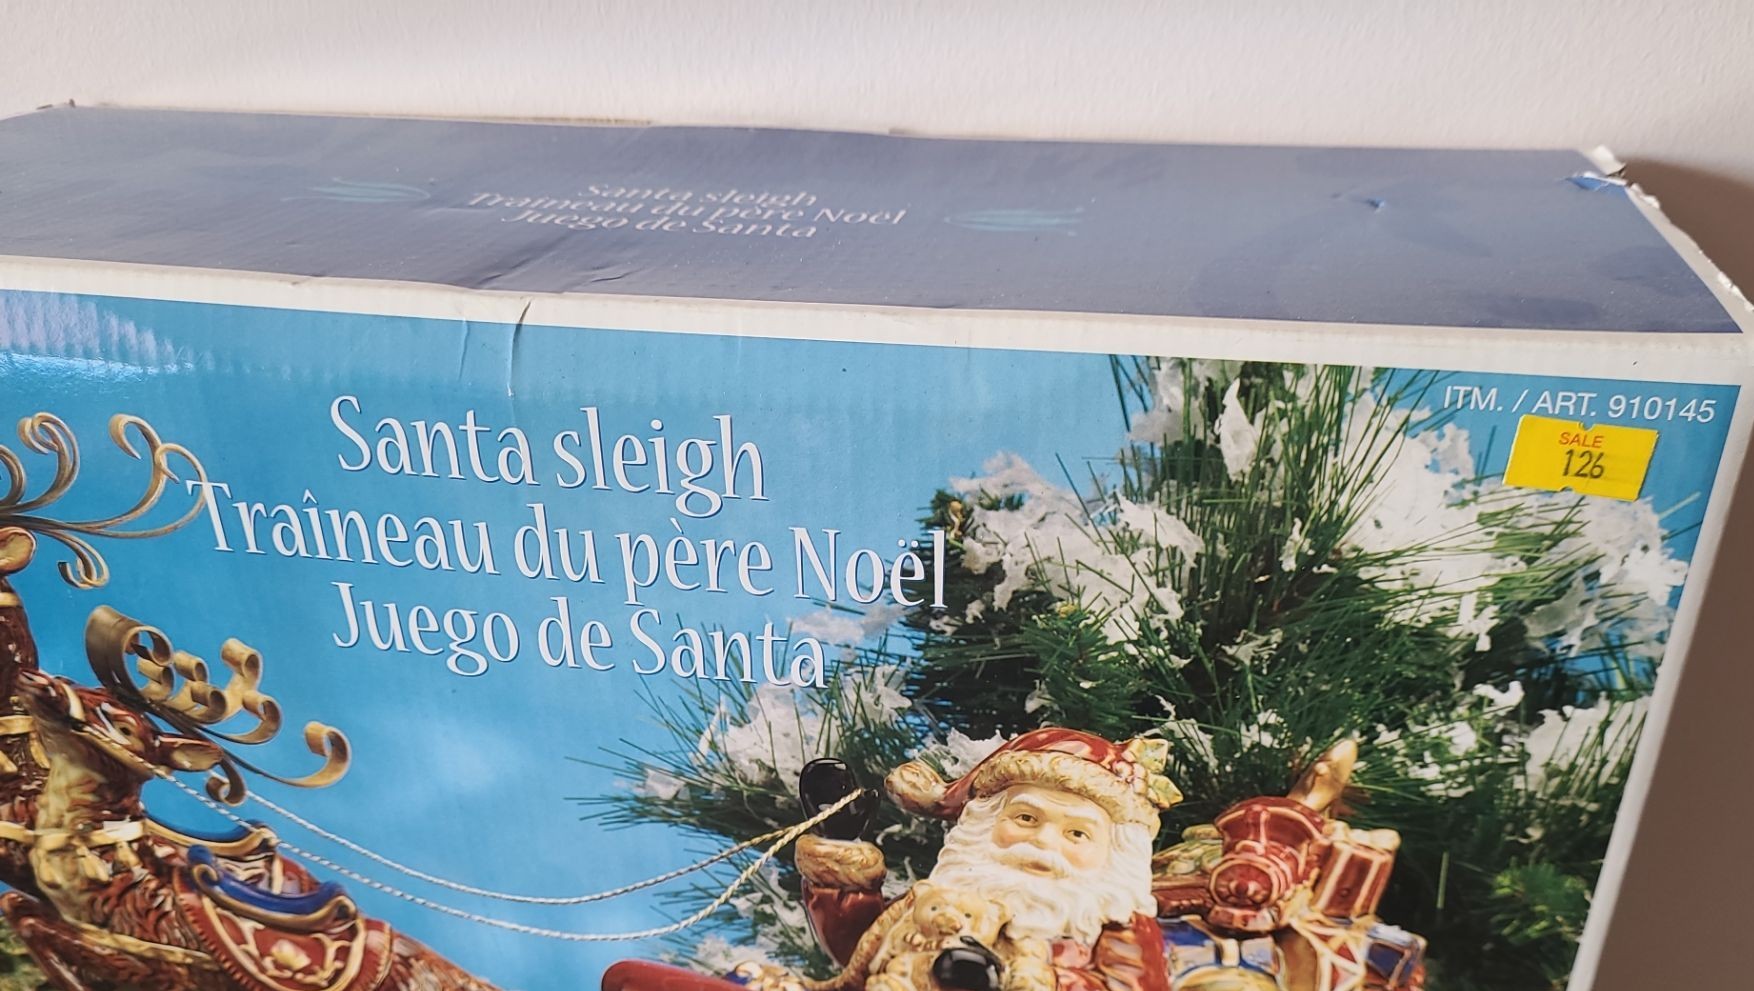 Santa sleigh
Traîneau du père Noël
Juego de Santa
ITM. / ART. 910145
SALE
126
Santa sleigh
Traîneau du père Noël
Juego de Santa